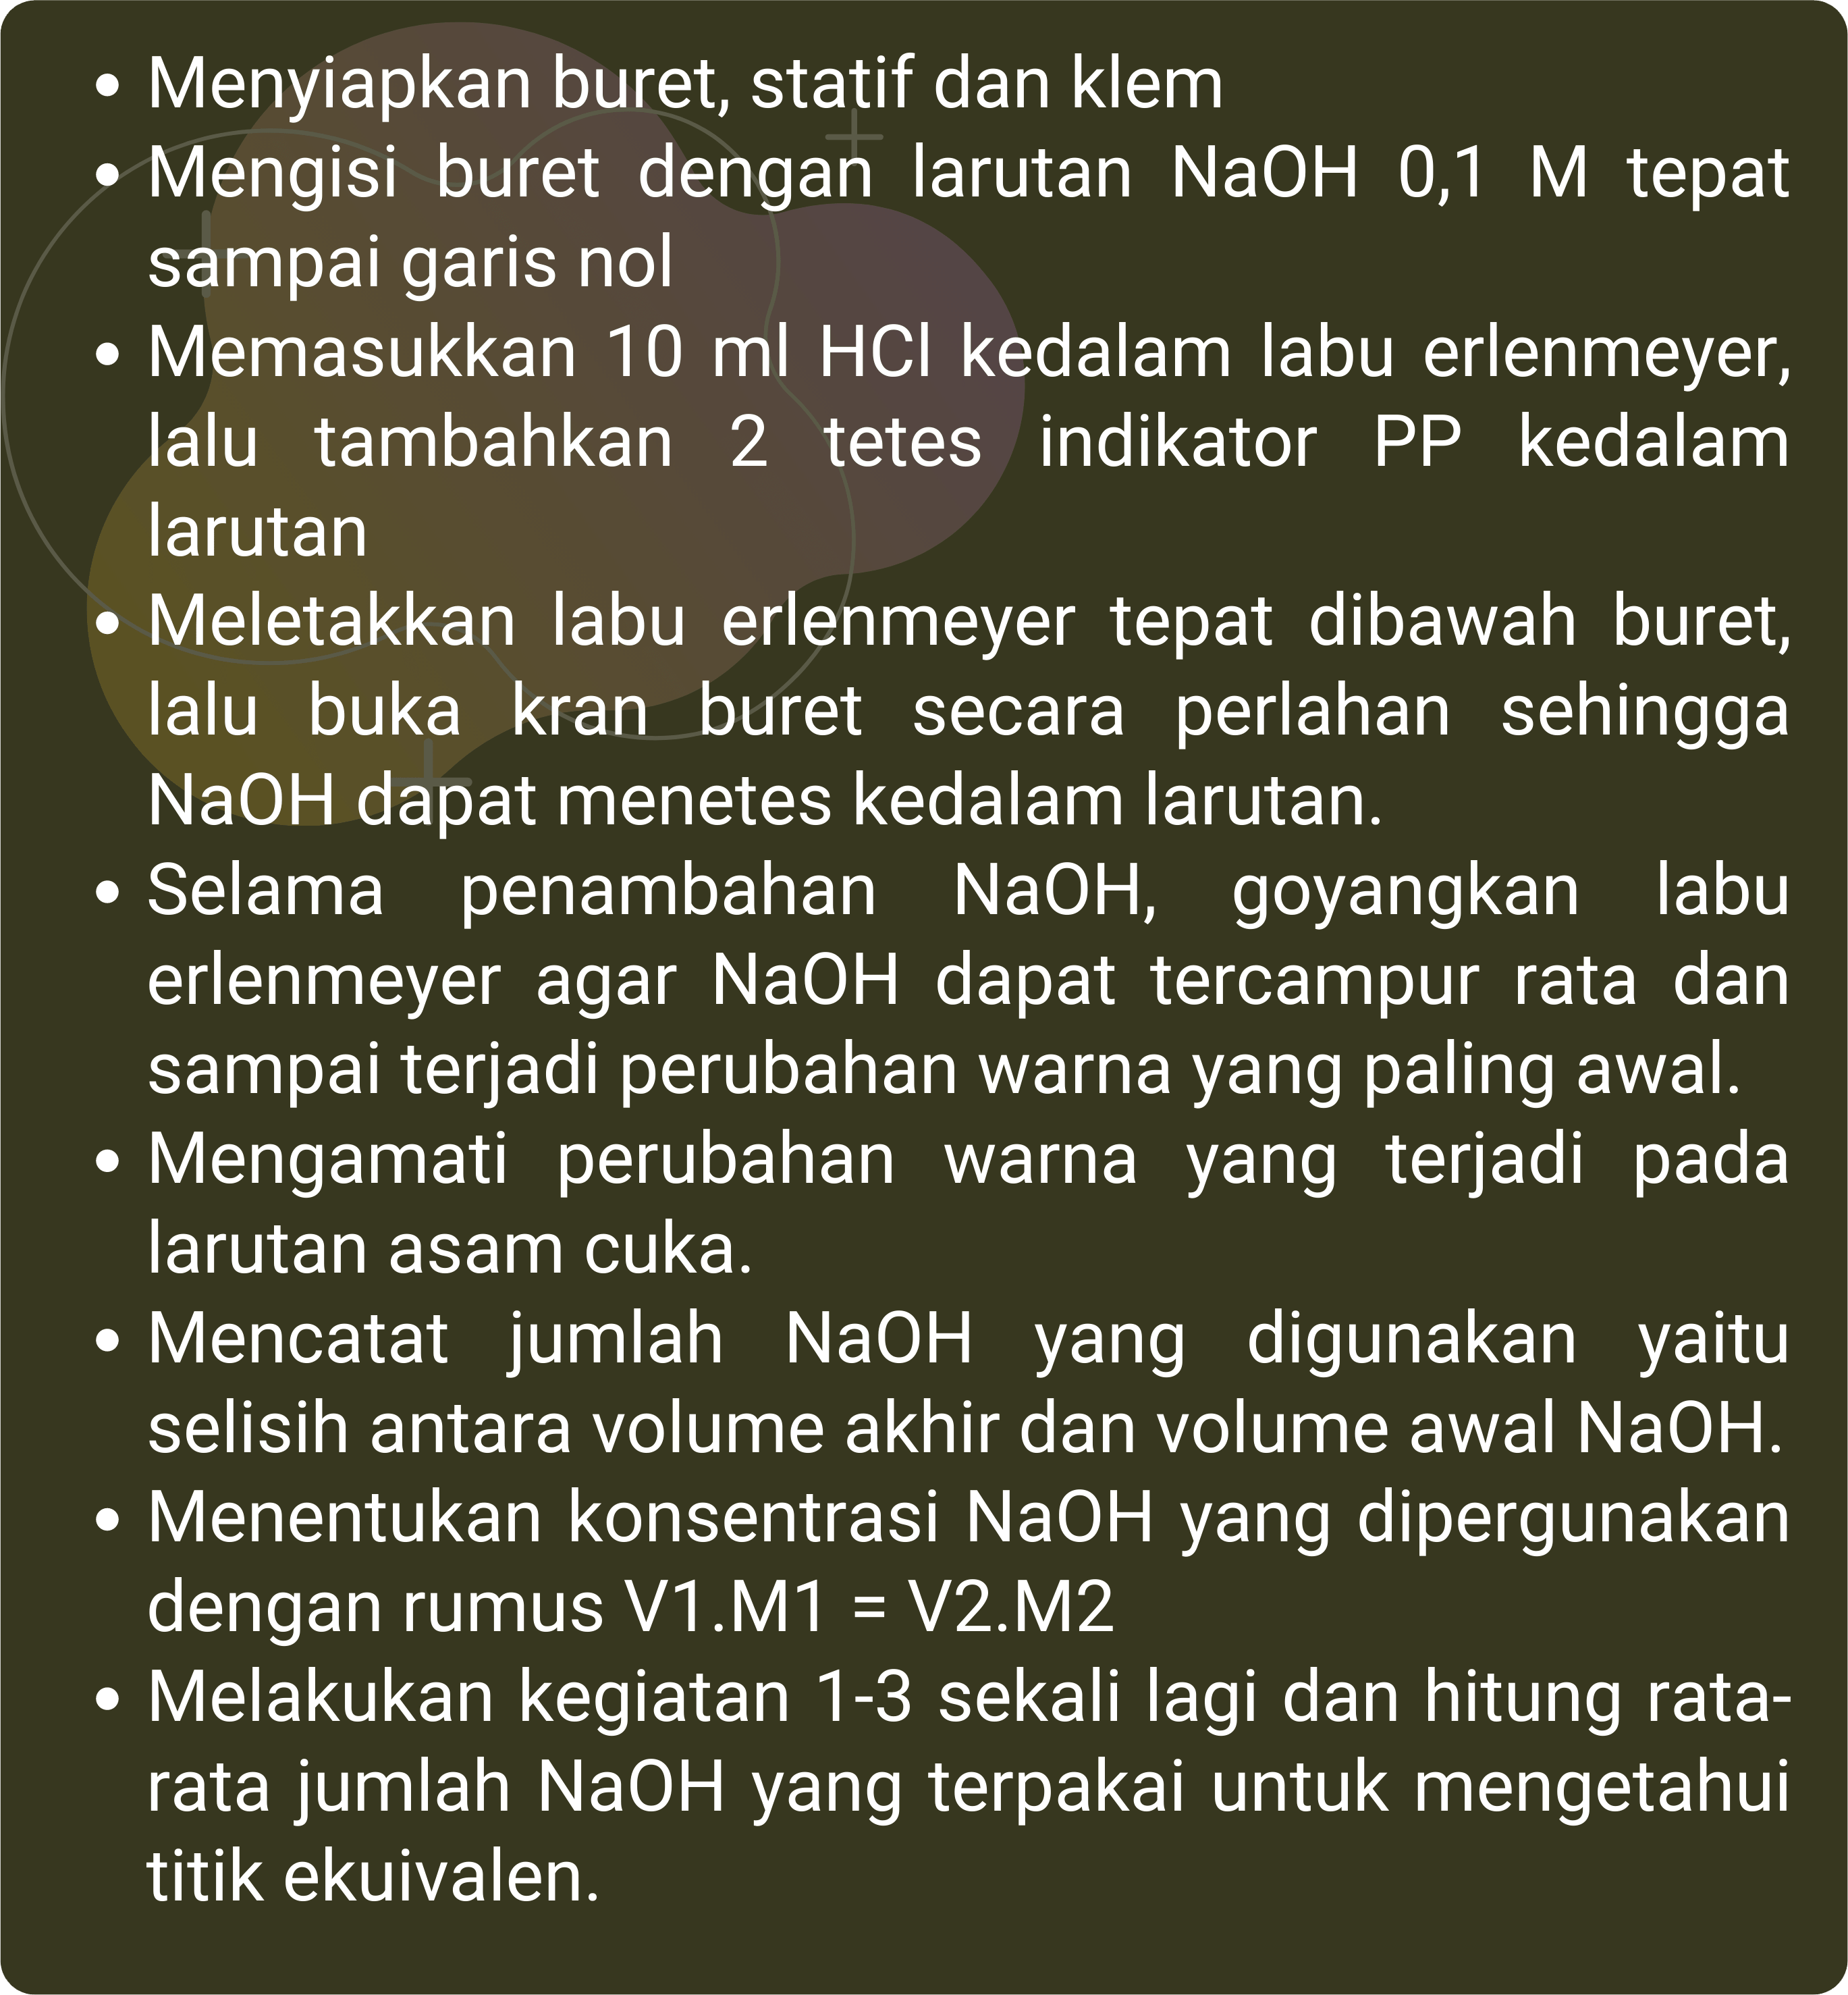 • Menyiapkan buret, statif dan klem
• Mengisi buret dengan larutan NaOH 0,1 M tepat
sampai garis nol
• Memasukkan 10 ml HCl kedalam labu erlenmeyer,
lalu tambahkan 2 tetes indikator PP kedalam
larutan
• Meletakkan labu erlenmeyer tepat dibawah buret,
lalu buka kran buret secara perlahan sehingga
NaOH dapat menetes kedalam larutan.
• Selama penambahan NaOH, goyangkan labu
erlenmeyer agar NaOH dapat tercampur rata dan
sampai terjadi perubahan warna yang paling awal.
• Mengamati perubahan warna yang terjadi pada
larutan asam cuka.
• Mencatat jumlah NaOH yang digunakan yaitu
selisih antara volume akhir dan volume awal NaOH.
• Menentukan konsentrasi NaOH yang dipergunakan
dengan rumus V1.M1 = V2.M2
• Melakukan kegiatan 1-3 sekali lagi dan hitung rata-
rata jumlah NaOH yang terpakai untuk mengetahui
titik ekuivalen.